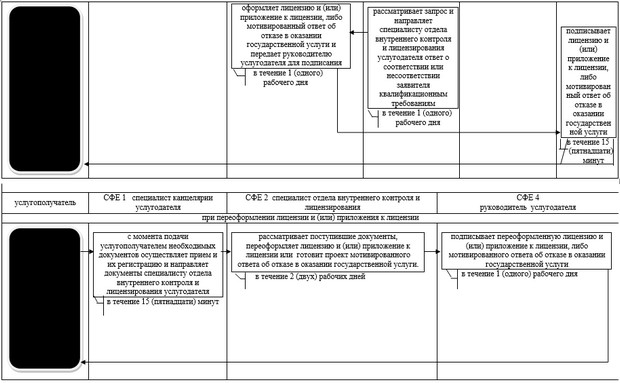 оформляет лицензию и (или)
приложение к лицензии, либо
мотивированный ответ об
отказе в оказании
государственной услуги и
передает руководителю
услугодателя для подписания
в течение 1 (одного)
рабочего дня
рассматривает запрос и
направляет
специалисту отдела
внутреннего контроля
и лицензирования
услугодателя ответ о
соответствии или
несоответствии
заявителя
квалификационным
требованиям
в течение 1 (одного)
рабочего дня
подписывает
лицензию и
(или)
приложение
к лицензии,
либо
мотивирован
ный ответ об
отказе в
оказании
государствен
ной услуги
в течение 15
(пятнадцати)
минут
услугополучатель
СФЕ 1 специалист канцелярии
услугодателя
СФЕ 2 специалист отдела внутреннего контроля и
лицензирования
СФЕ 4
руководитель услугодателя
при переоформлении лицензии и (или) приложения к лицензии
с момента подачи
услугополучателем необходимых
документов осуществляет прием и
их регистрацию и направляет
документы специалисту отдела
внутреннего контроля и
лицензирования услугодателя
в течение 15 (пятнадцати) минут
рассматривает поступившие документы,
переоформляет лицензию и (или) приложение к
лицензии или готовит проект мотивированного
ответа об отказе в оказании государственной услуги.
в течение 2 (двух) рабочих дней
подписывает переоформленную лицензию и
(или) приложение к лицензии, либо
мотивированного ответа об отказе в оказании
государственной услуги
в течение 1 (одного) рабочего дня